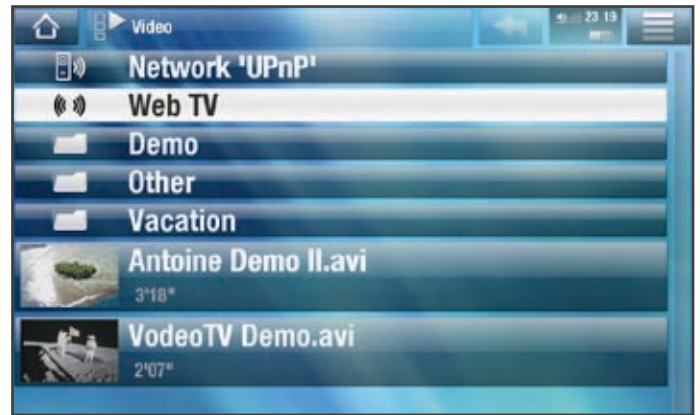 Video
23 19
Network 'UPnP'
Web TV
Demo
Other
Vacation
Antoine Demo II.avi
3'18"
VodeoTV Demo.avi
2'07"